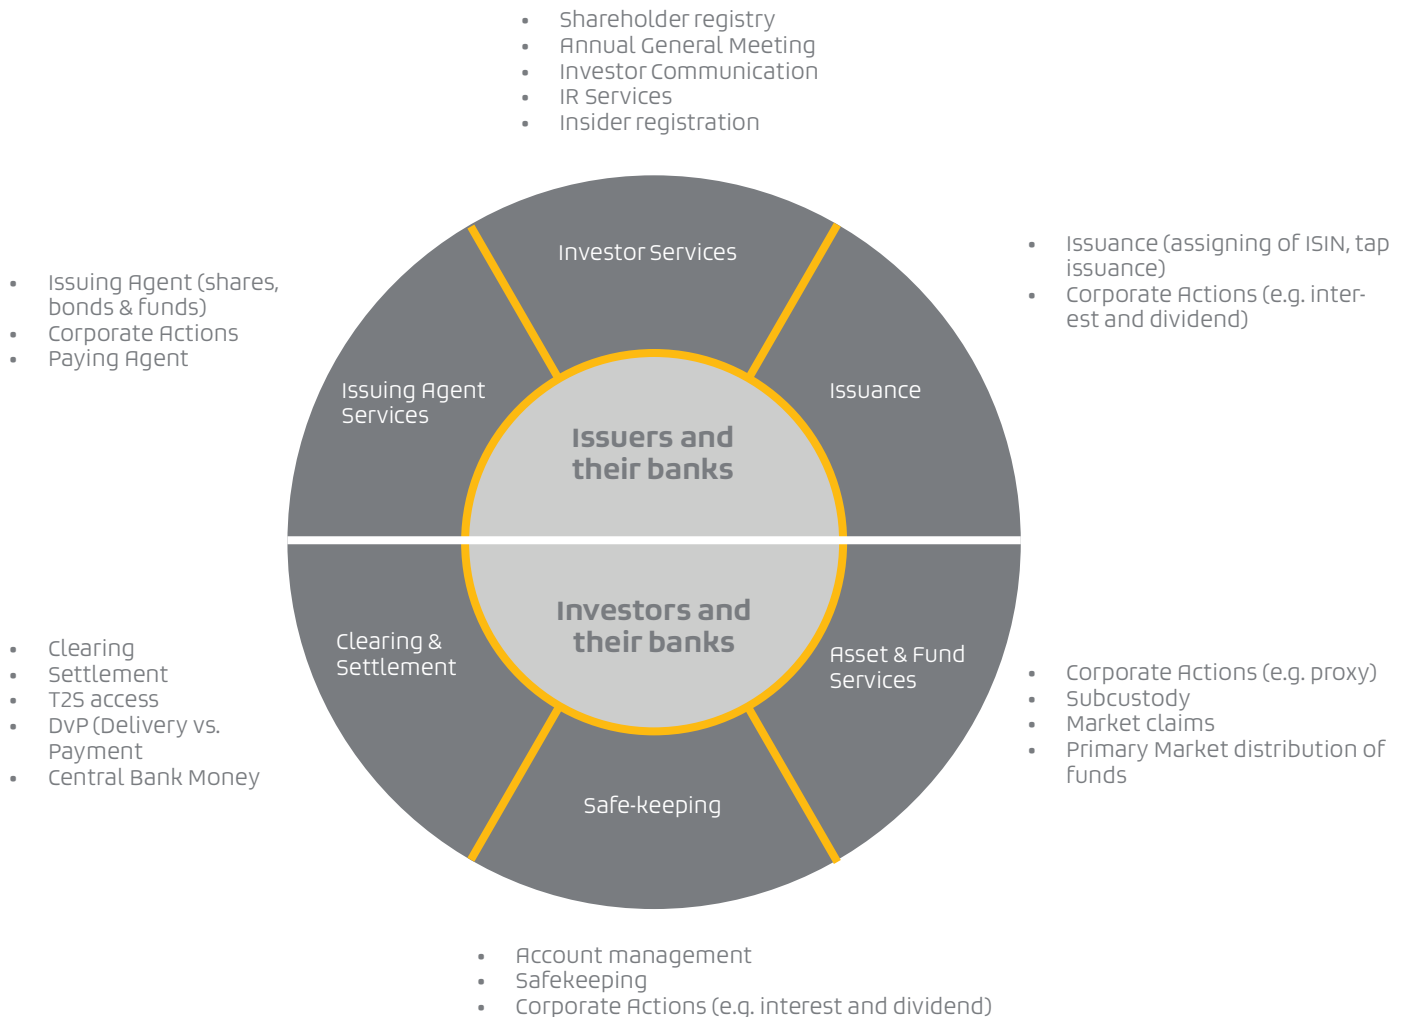 • Shareholder registry
• Annual General Meeting
• Investor Communication
• IR Services
• Insider registration
Investor Services
• Issuing Agent (shares,
bonds & funds)
• Corporate Actions
• Paying Agent
Issuing Agent
Services
Issuance
• Issuance (assigning of ISIN, tap
issuance)
• Corporate Actions (e.g. inter-
est and dividend)
Issuers and
their banks
Investors and
their banks
• Clearing
• Settlement
• T2S access
• DvP (Delivery vs.
Payment
• Central Bank Money
Clearing &
Settlement
Asset & Fund
Services
• Corporate Actions (e.g. proxy)
• Subcustody
• Market claims
• Primary Market distribution of
funds
Safe-keeping
• Account management
• Safekeeping
• Corporate Actions (e.g. interest and dividend)